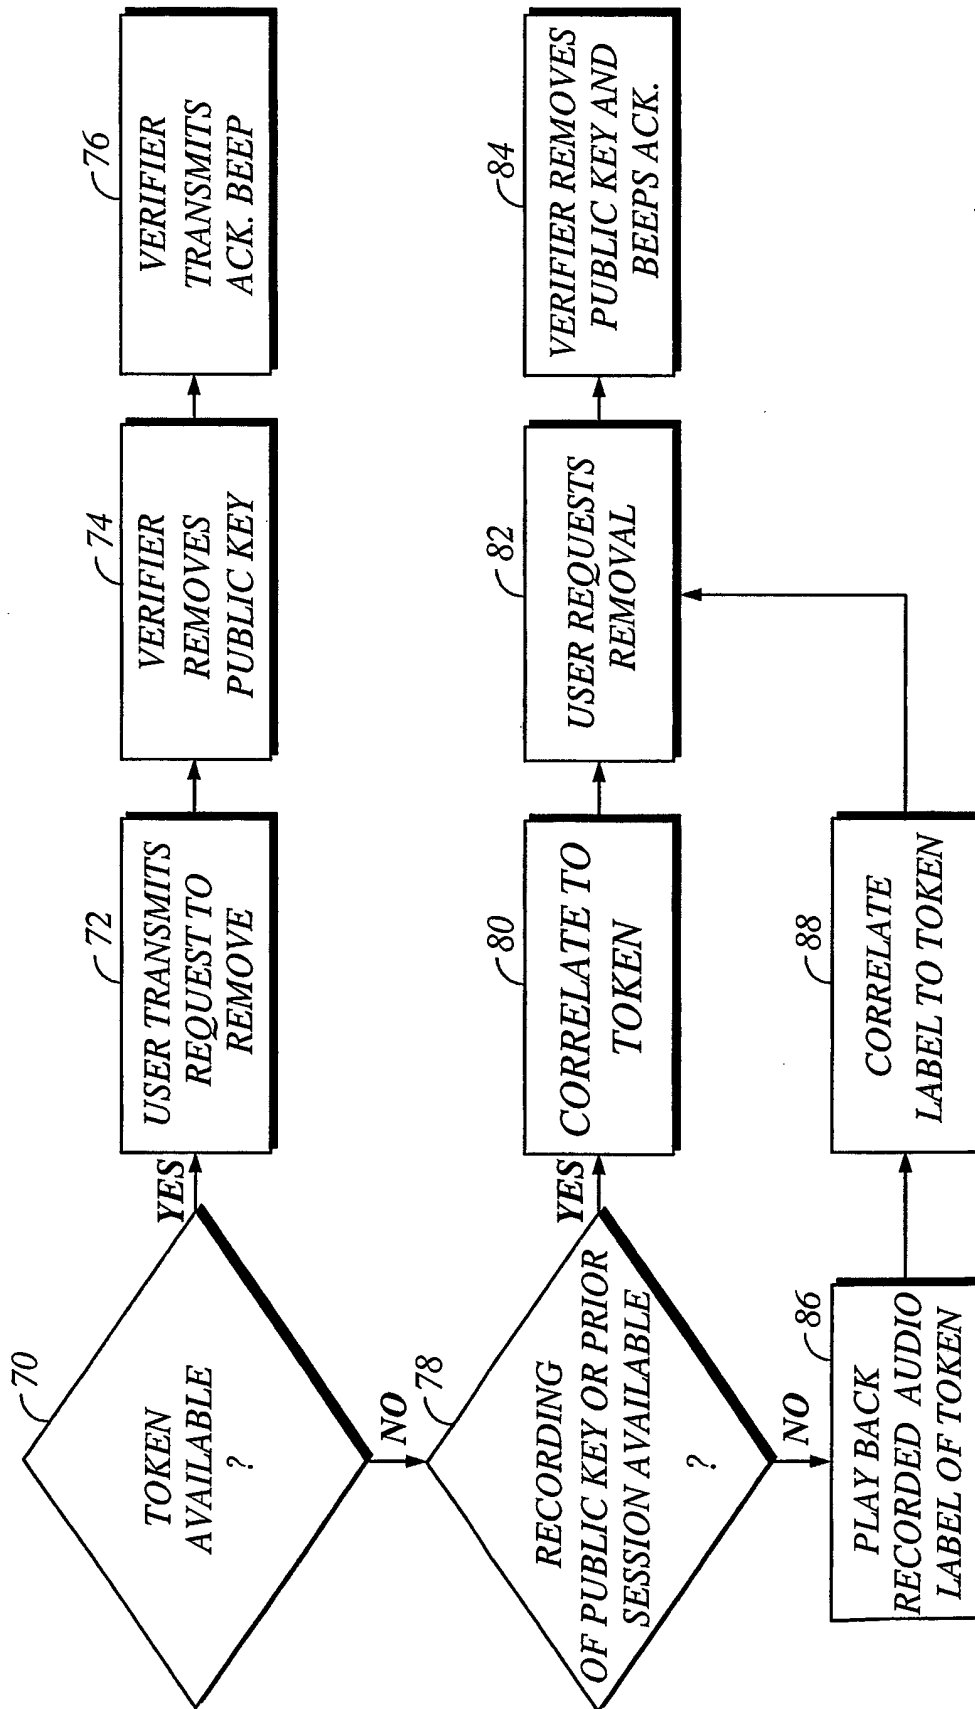 70
TOKEN
AVAILABLE
?
YES
NO
72
USER TRANSMITS
REQUEST TO
REMOVE
74
VERIFIER
REMOVES
PUBLIC KEY
76
VERIFIER
TRANSMITS
ACK. BEEP
78
RECORDING
OF PUBLIC KEY OR PRIOR
SESSION AVAILABLE
?
YES
NO
80
CORRELATE TO
TOKEN
82
USER REQUESTS
REMOVAL
84
VERIFIER REMOVES
PUBLIC KEY AND
BEEPS ACK.
86
PLAY BACK
RECORDED AUDIO
LABEL OF TOKEN
88
CORRELATE
LABEL TO TOKEN